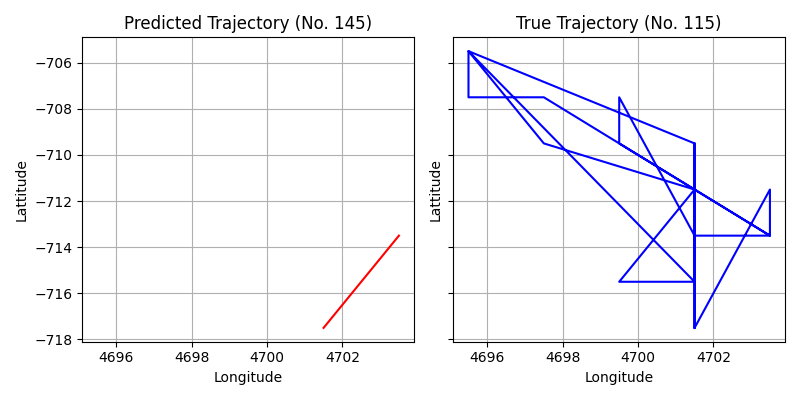 Predicted Trajectory (No. 145)
True Trajectory (No. 115)
Lattitude
−706
−708
−710
−712
−714
−716
−718
4696
4698
4700
4702
Longitude
Lattitude
4696
4698
4700
4702
Longitude